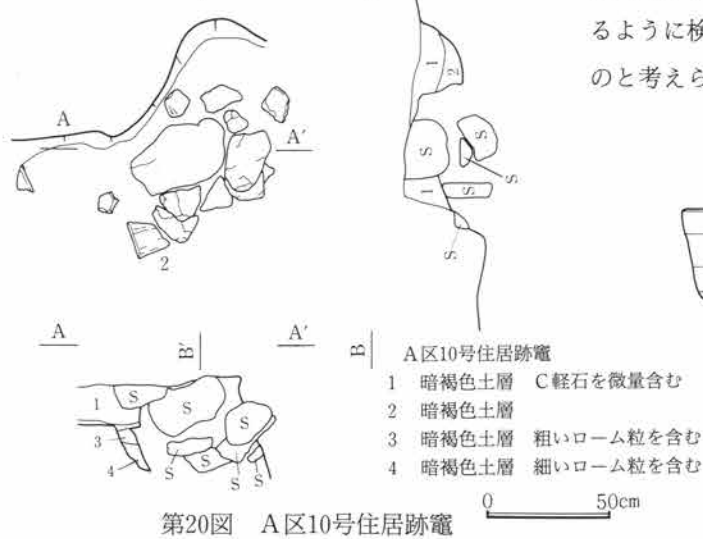 るように検
のと考えら
A
A'
2
1
2
S
S
S
1
S
S
A
B'
A'
B
1
S
S
S
3
4
S
S
S
S
A区10号住居跡竈
1 暗褐色土層 C軽石を微量含む
2 暗褐色土層
3 暗褐色土層 粗いローム粒を含む
4 暗褐色土層 細いローム粒を含む
0 50cm
第20図 A区10号住居跡竈